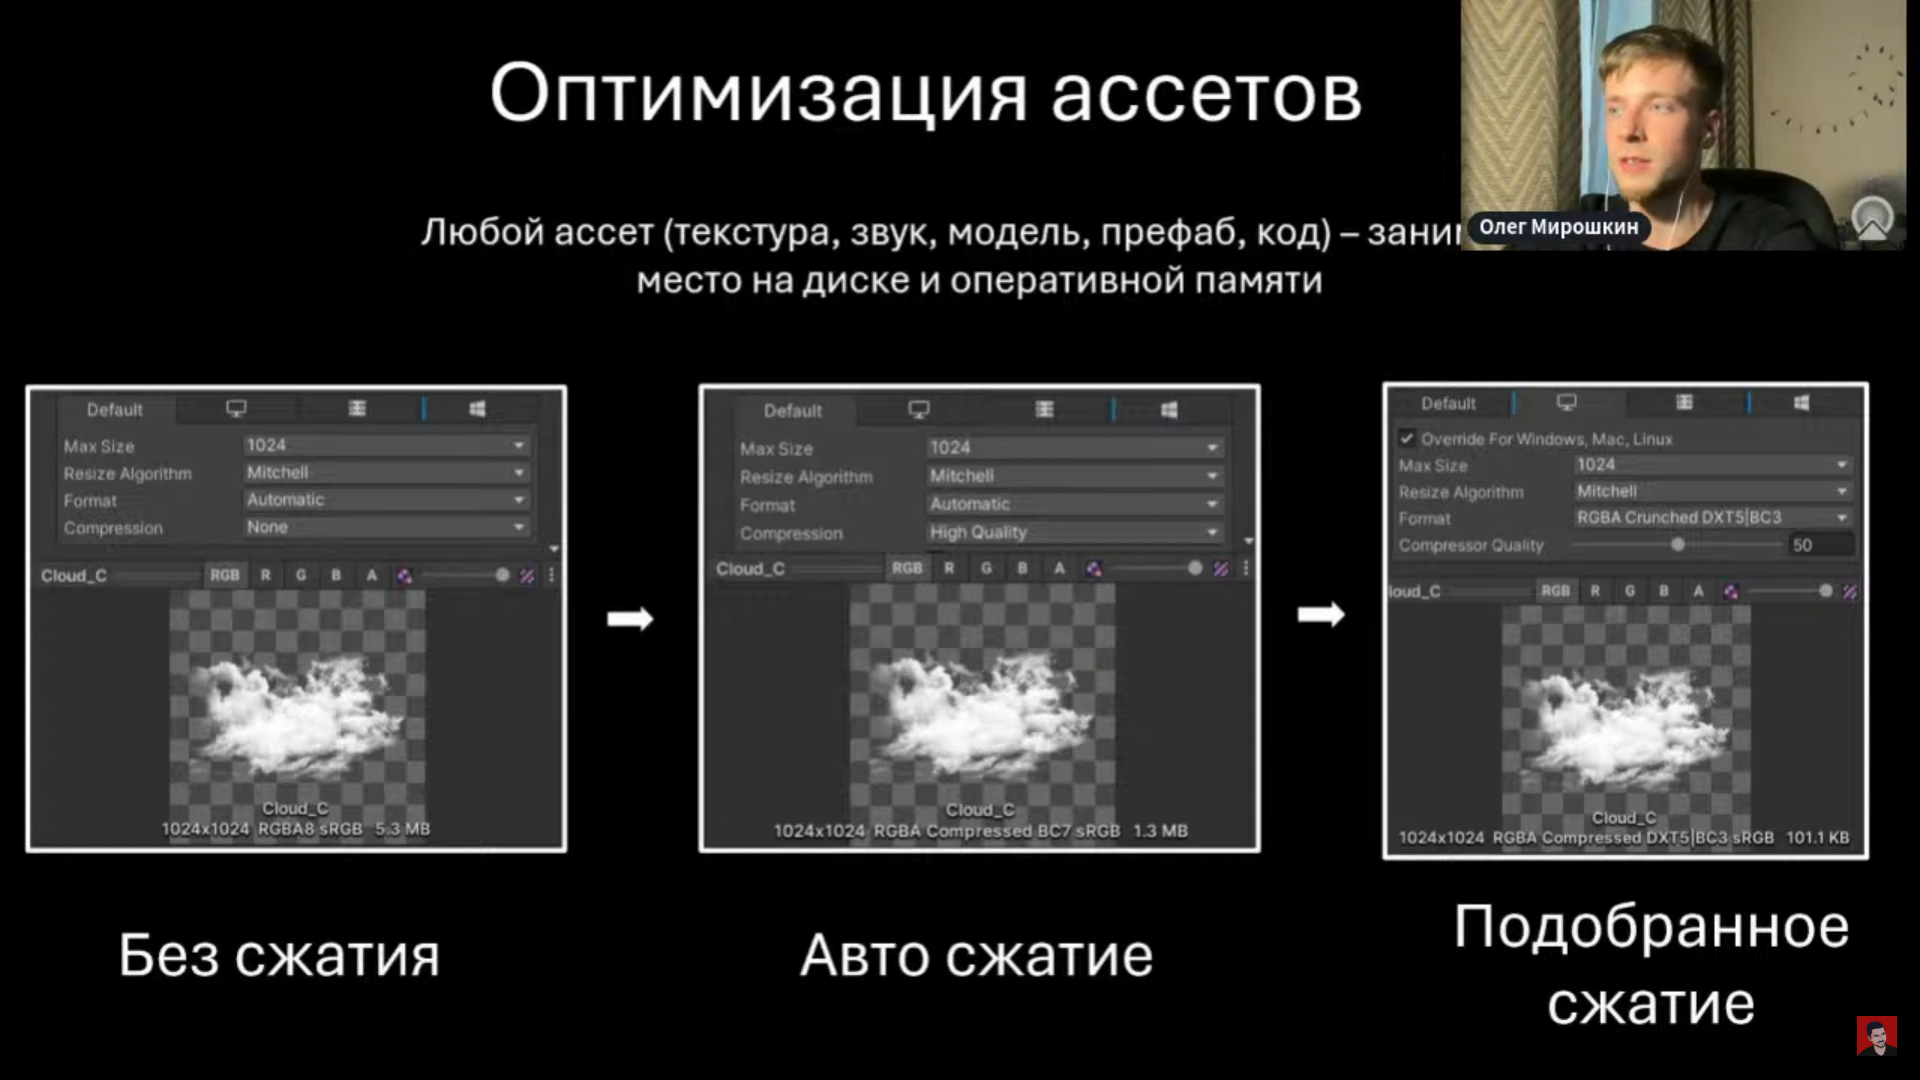 Оптимизация ассетов
Олег Мирошкин
Любой ассет (текстура, звук, модель, префаб, код) –
место на диске и оперативной памяти
Default
Max Size 1024
Resize Algorithm Mitchell
Format Automatic
Compression None
Cloud_C RGB R G B A
Cloud_C
1024x1024 RGBA8 sRGB 5.3 MB
Без сжатия
Default
Max Size 1024
Resize Algorithm Mitchell
Format Automatic
Compression High Quality
Cloud_C RGB R G B A
Cloud_C
1024x1024 RGBA Compressed BC7 sRGB 1.3 MB
Авто сжатие
Default
Override For Windows, Mac, Linux
Max Size 1024
Resize Algorithm Mitchell
Format RGBA Crunched DXT5|BC3
Compressor Quality 50
loud_C RGB R G B A
Cloud_C
1024x1024 RGBA Compressed DXT5|BC3 sRGB 101.1 KB
Подобранное
сжатие